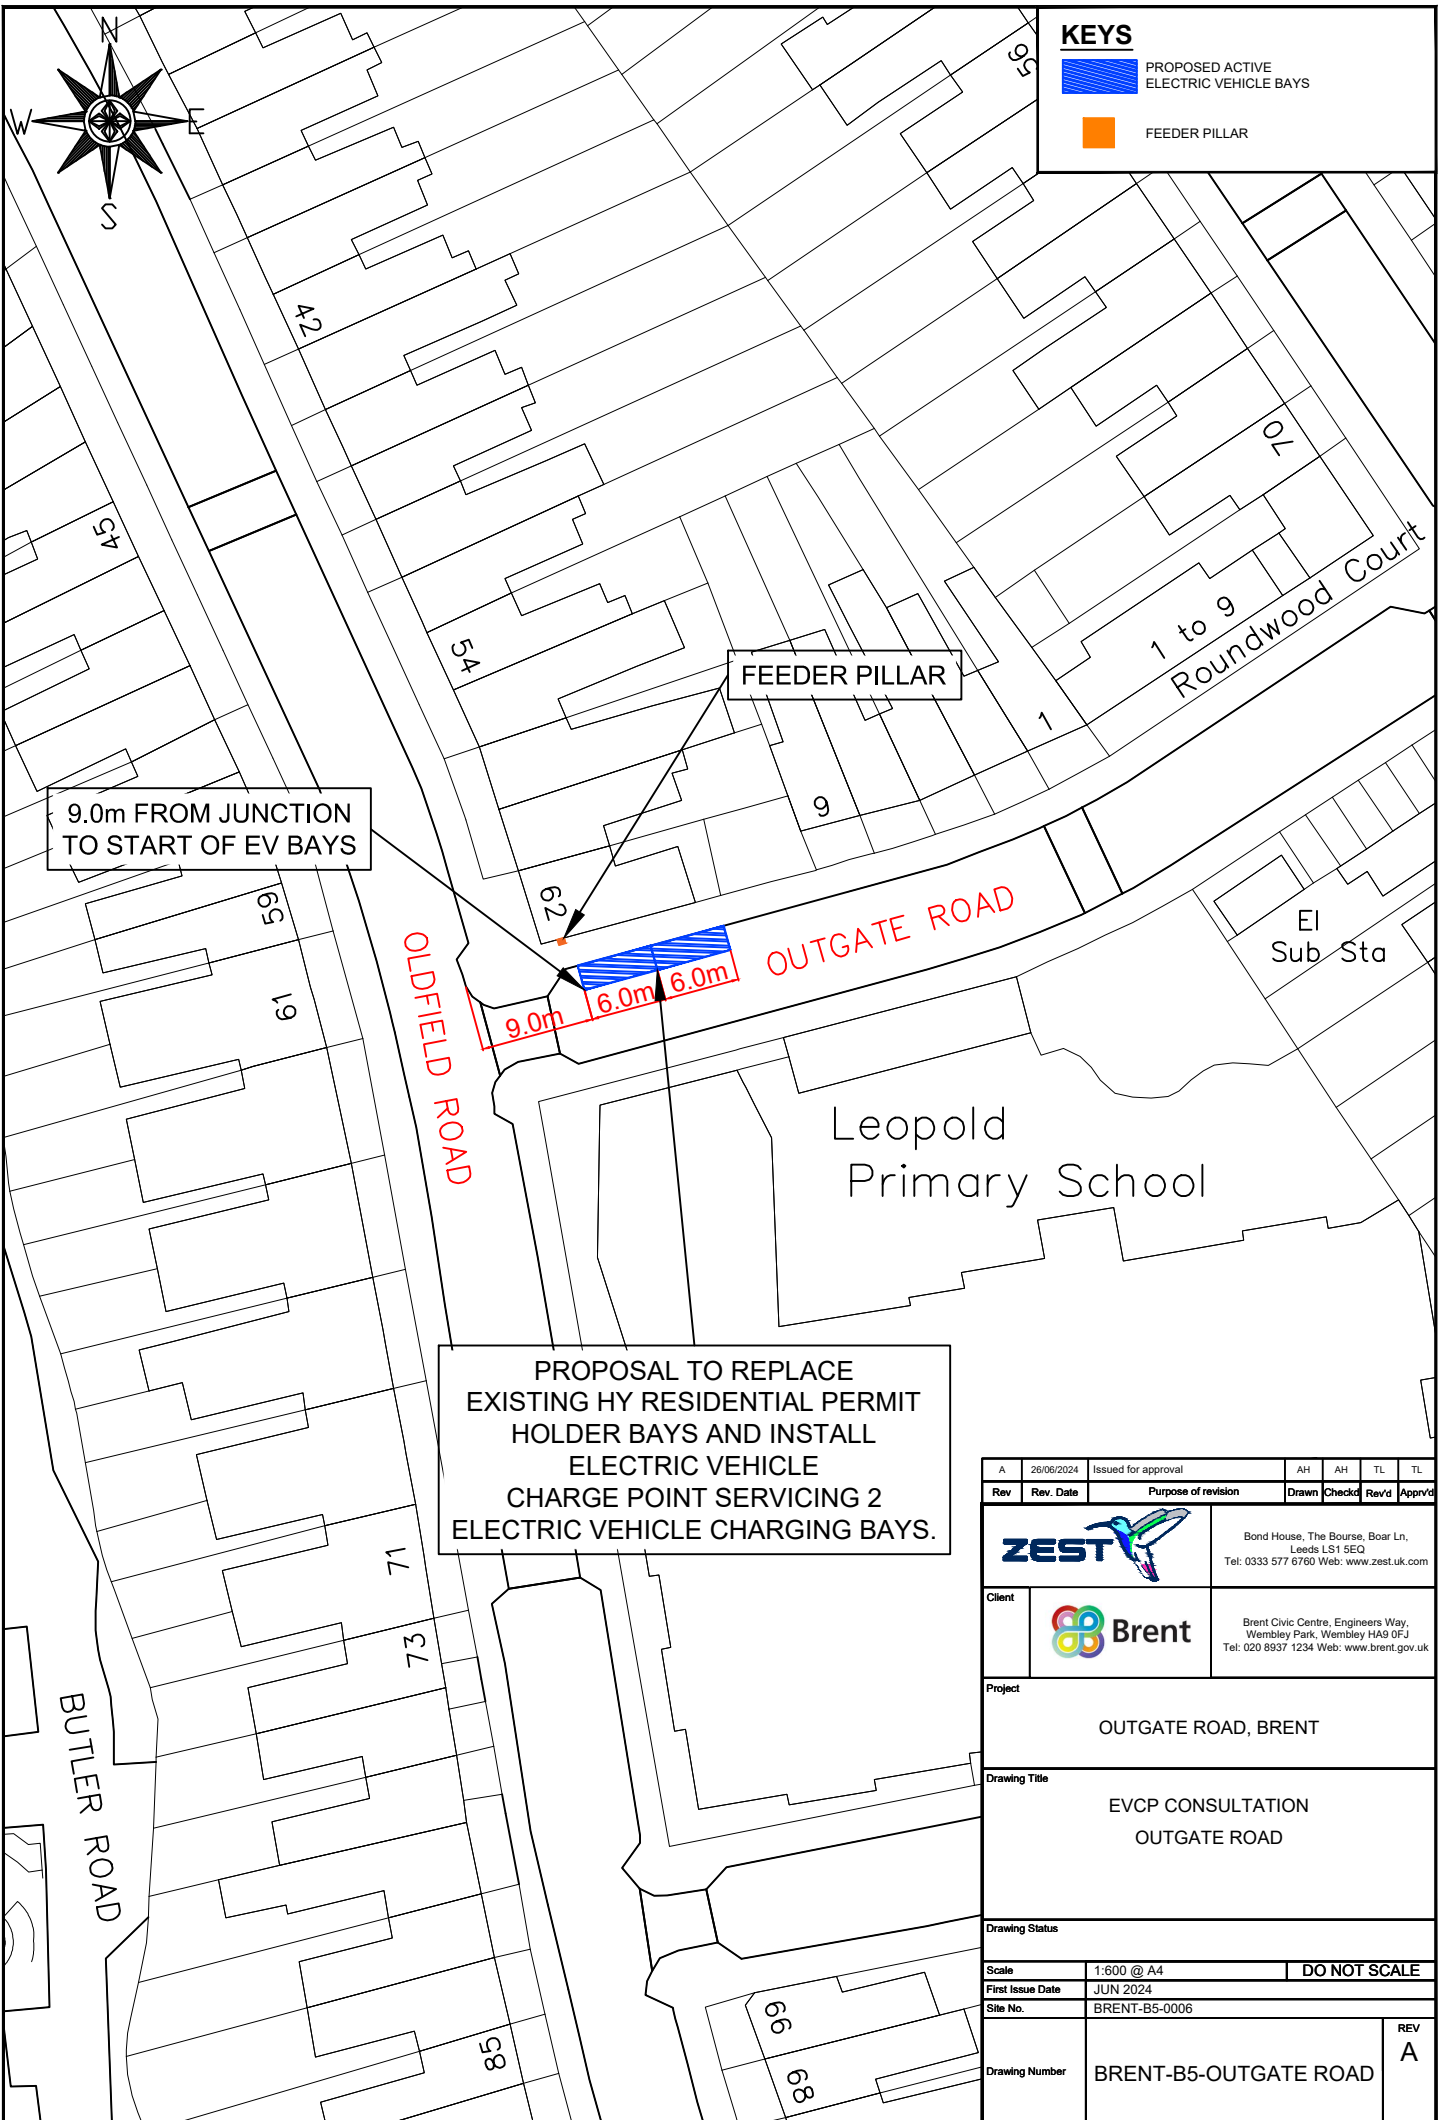 N
W
E
S
KEYS
PROPOSED ACTIVE
ELECTRIC VEHICLE BAYS
FEEDER PILLAR
56
42
45
70
54
1 to 9
Roundwood Court
FEEDER PILLAR
1
9
9.0m FROM JUNCTION
TO START OF EV BAYS
59
62
OUTGATE ROAD
El
Sub Sta
OLDFIELD ROAD
61
9.0m
6.0m
6.0m
Leopold
Primary School
PROPOSAL TO REPLACE
EXISTING HY RESIDENTIAL PERMIT
HOLDER BAYS AND INSTALL
ELECTRIC VEHICLE
CHARGE POINT SERVICING 2
ELECTRIC VEHICLE CHARGING BAYS.
71
73
BUTLER ROAD
85
66
68
A 26/06/2024 Issued for approval AH AH TL TL
Rev Rev. Date Purpose of revision Drawn Checkd Rev'd Apprv'd
ZEST
Bond House, The Bourse, Boar Ln,
Leeds LS1 5EQ
Tel: 0333 577 6760 Web: www.zest.uk.com
Client
Brent
Brent Civic Centre, Engineers Way,
Wembley Park, Wembley HA9 0FJ
Tel: 020 8937 1234 Web: www.brent.gov.uk
Project
OUTGATE ROAD, BRENT
Drawing Title
EVCP CONSULTATION
OUTGATE ROAD
Drawing Status
Scale 1:600 @ A4 DO NOT SCALE
First Issue Date JUN 2024
Site No. BRENT-B5-0006
Drawing Number BRENT-B5-OUTGATE ROAD
REV
A